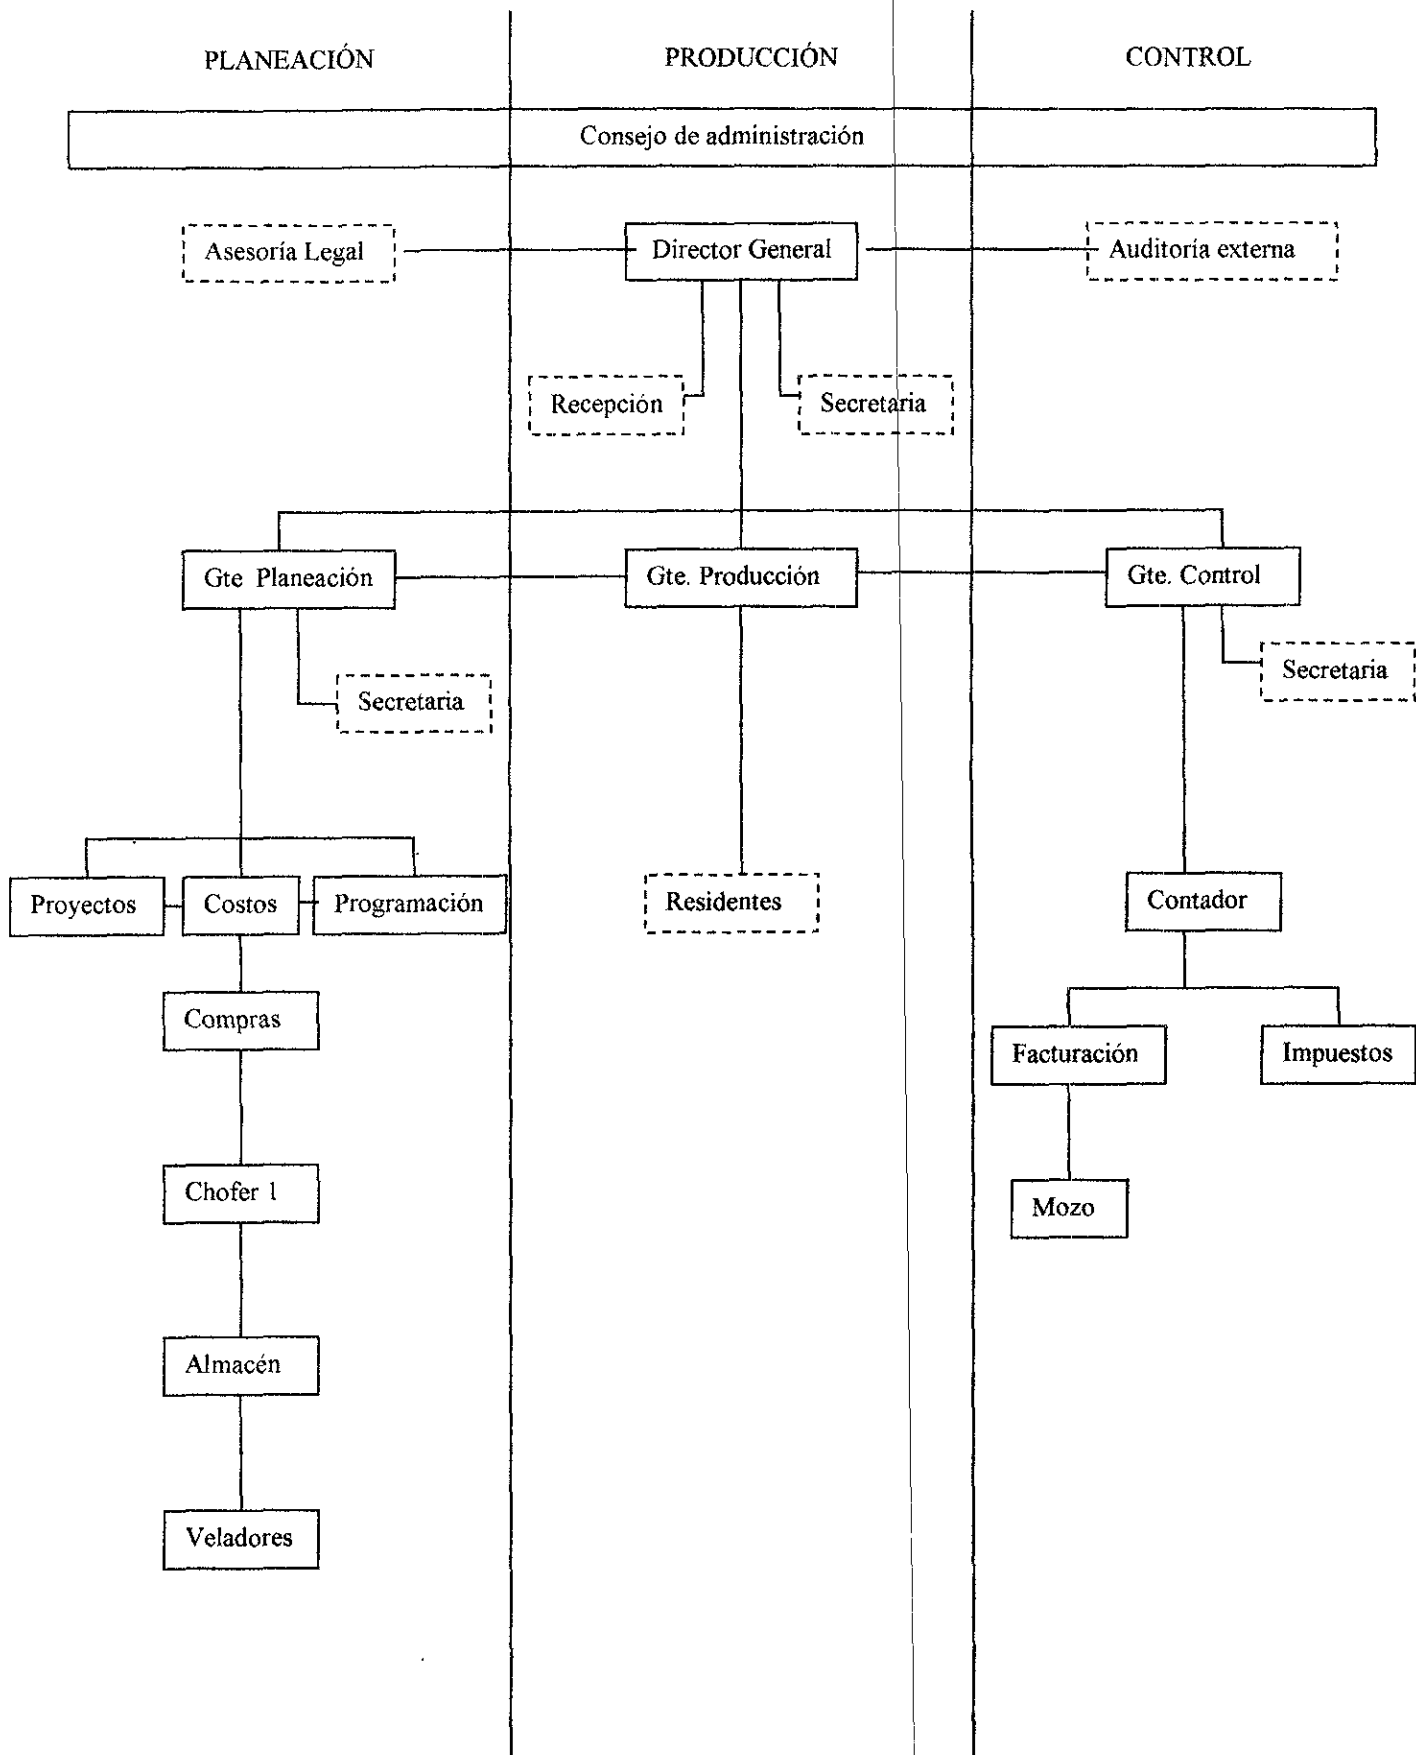 PLANEACIÓN
PRODUCCIÓN
CONTROL
Consejo de administración
Asesoría Legal
Director General
Auditoría externa
Recepción
Secretaria
Gte Planeación
Gte. Producción
Gte. Control
Secretaria
Secretaria
Proyectos
Costos
Programación
Residentes
Contador
Compras
Facturación
Impuestos
Chofer 1
Mozo
Almacén
Veladores